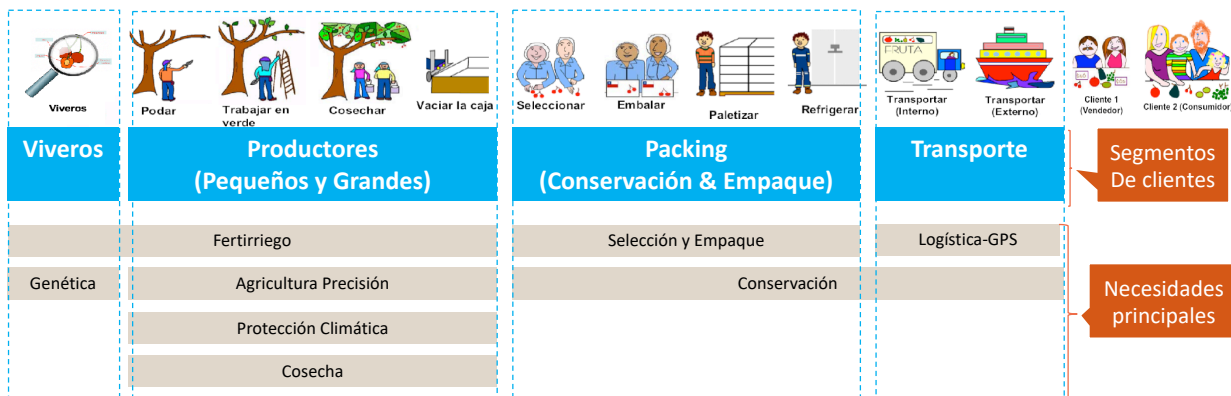 Viveros
Podar
Trabajar en
verde
Cosechar
Vaciar la caja
Seleccionar
Embalar
Paletizar
Refrigerar
FRUTA
Transportar
(Interno)
Transportar
(Externo)
Cliente 1
(Vendedor)
Cliente 2 (Consumidor)
Viveros
Productores
(Pequeños y Grandes)
Packing
(Conservación & Empaque)
Transporte
Segmentos
De clientes
Fertirriego
Selección y Empaque
Logística-GPS
Genética
Agricultura Precisión
Conservación
Protección Climática
Cosecha
Necesidades
principales